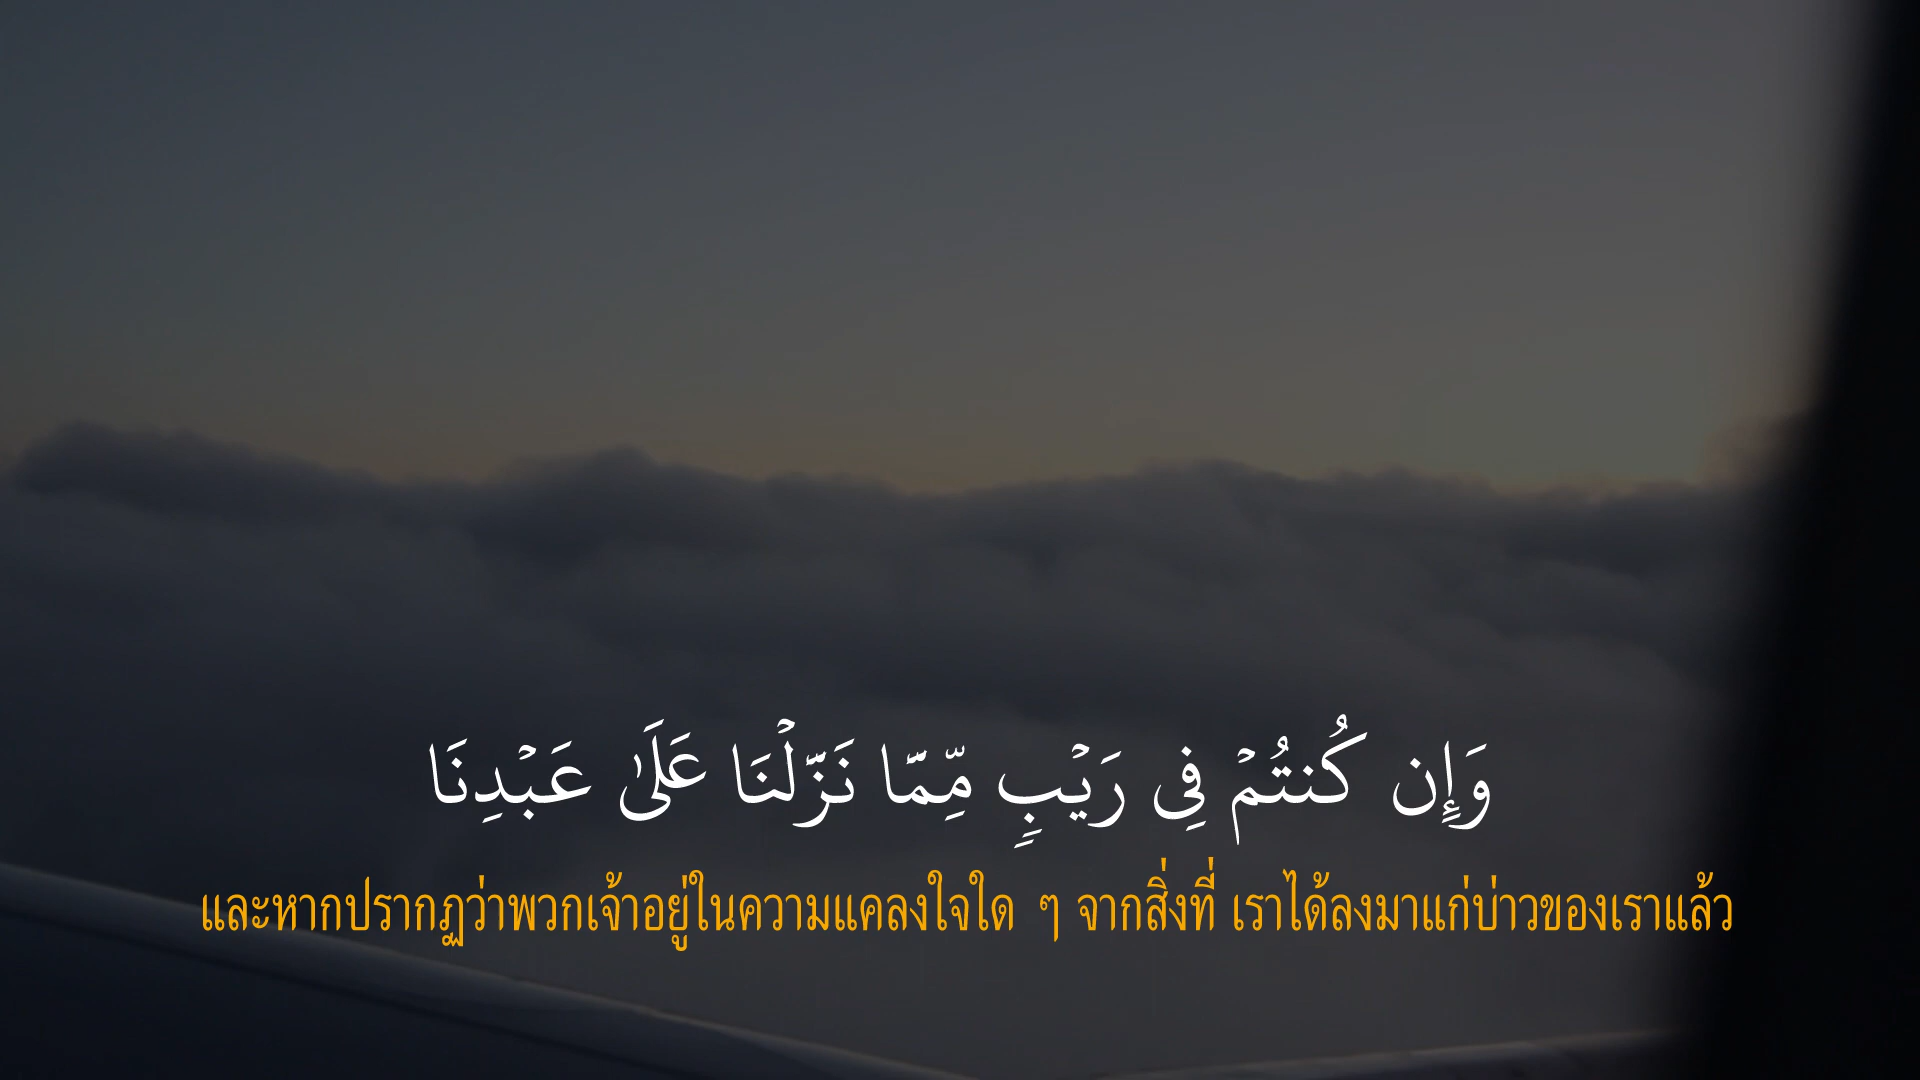 وَإِن كُنتُمۡ فِي رَيۡبٖ مِّمَّا نَزَّلۡنَا عَلَىٰ عَبۡدِنَا
และหากปรากฏว่าพวกเจ้าอยู่ในความแคลงใจใด ๆ จากสิ่งที่ เราได้ลงมาแก่บ่าวของเราแล้ว